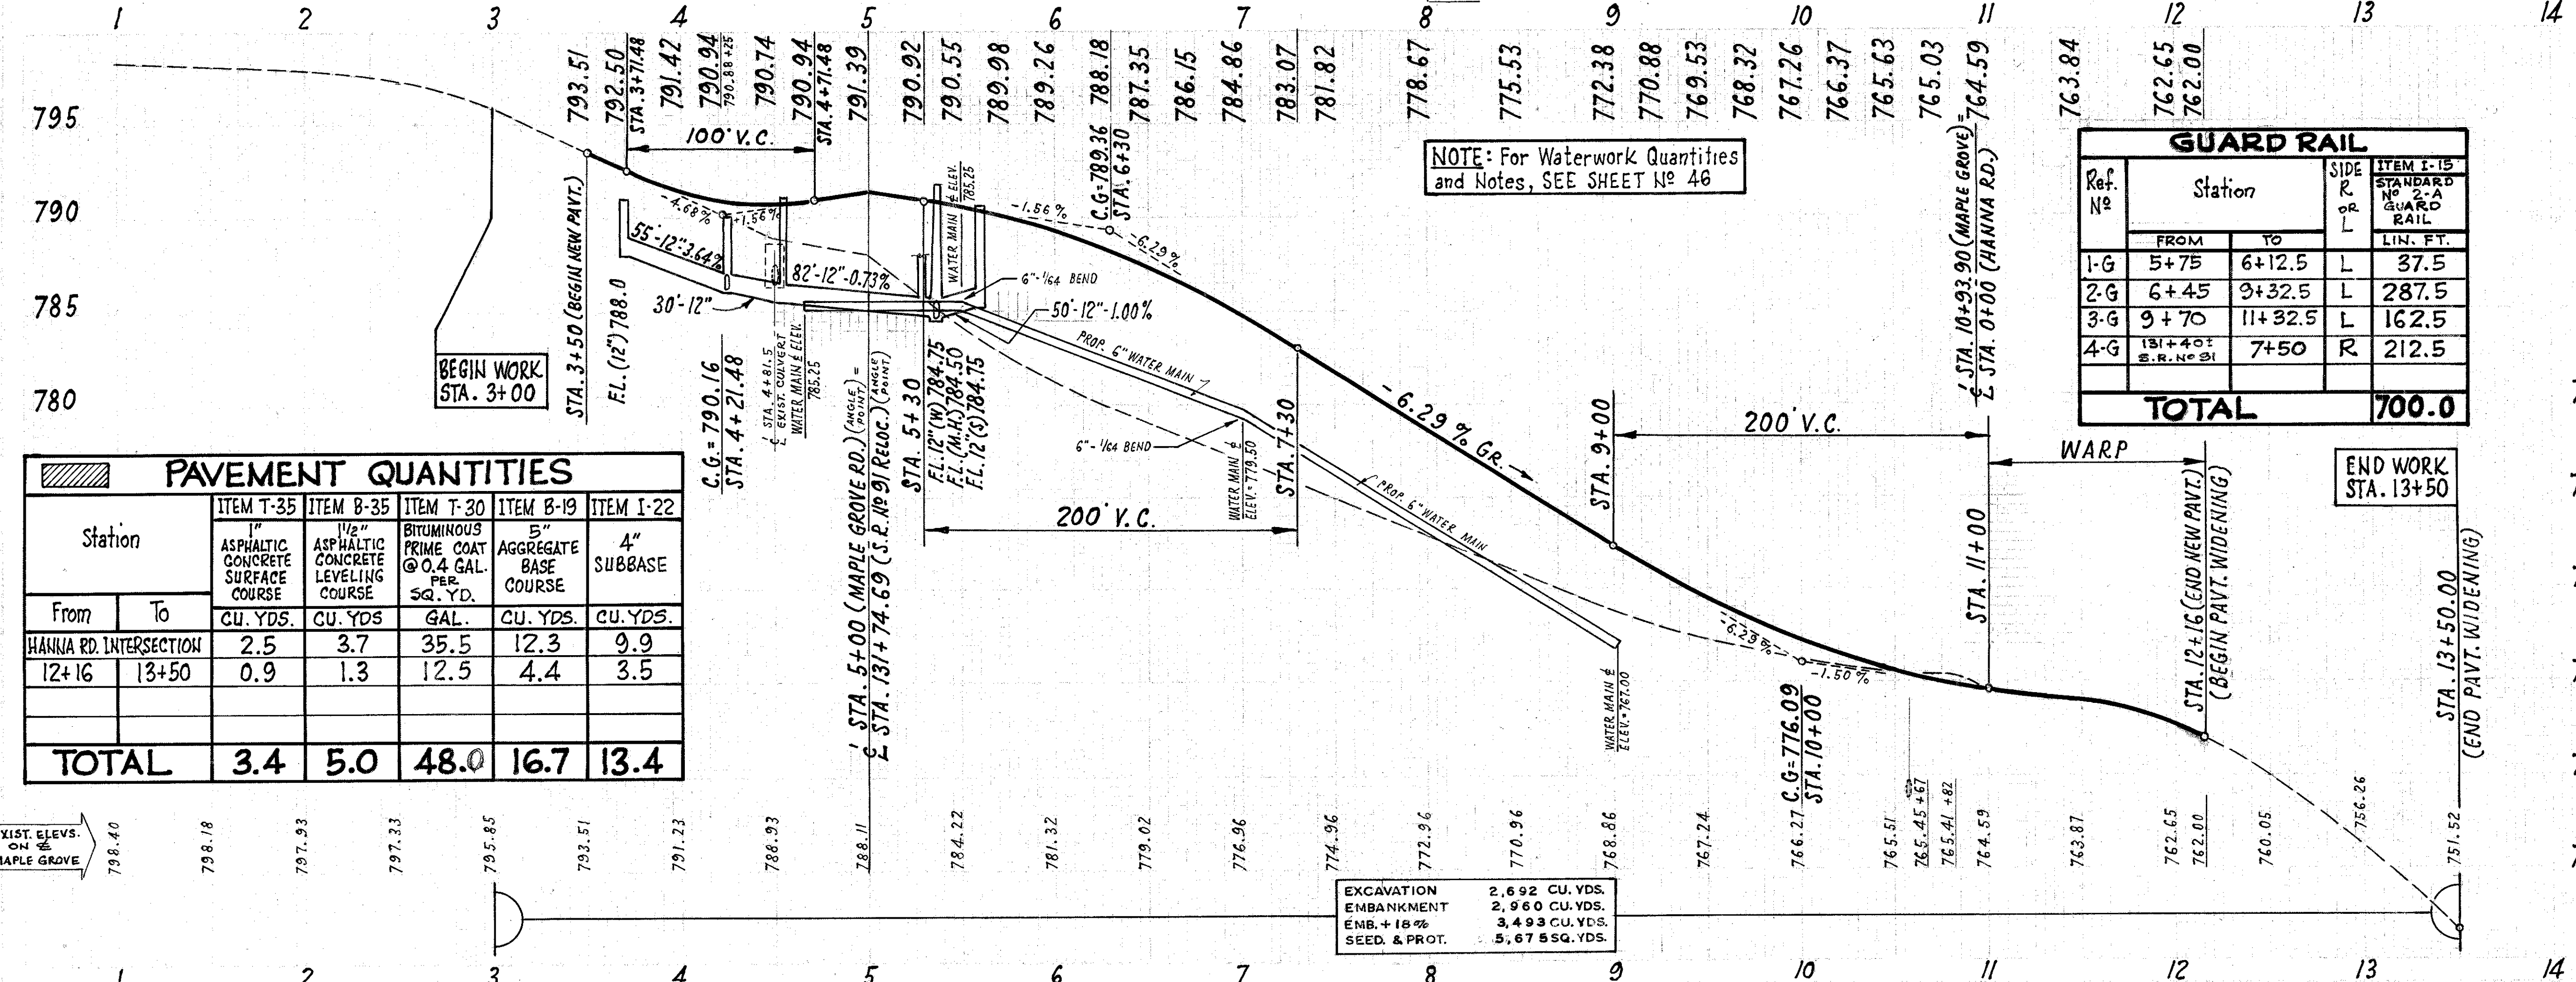 1 2 3 4 5 6 7 8 9 10 11 12 13 14
795
790
785
780
793.51
792.50
STA. 3+71.48
791.42
790.94
790.88 +25
790.74
790.94
STA. 4+71.48
791.39
790.92
790.55
789.98
789.26
788.18
787.35
786.15
784.86
783.07
781.82
778.67
775.53
772.38
770.88
769.53
768.32
767.26
766.37
765.63
765.03
764.59
763.84
762.65
762.00
100' V.C.
-4.68%
+1.56%
55'-12"-3.64%
82'-12"-0.73%
30'-12"
WATER MAIN ℄ ELEV.
785.25
6"-1/64 BEND
50'-12"-1.00%
-1.56%
C.G.=789.36
STA. 6+30
-6.29%
PROP. 6" WATER MAIN
BEGIN WORK
STA. 3+00
STA. 3+50 (BEGIN NEW PAVT.)
F.L. (12") 788.0
C.G. = 790.16
STA. 4+21.48
STA. 4+81.5
℄ EXIST. CULVERT
WATER MAIN ℄ ELEV.
785.25
STA. 5+00 (MAPLE GROVE RD.) (ANGLE POINT) =
℄ STA. 131+74.69 (S.R. Nº 91 RELOC.) (ANGLE POINT)
STA. 5+30
F.L. 12" (W) 784.75
F.L. (M.H.) 784.50
F.L. 12" (S) 784.75
200' V.C.
6"-1/64 BEND
WATER MAIN ℄
ELEV.= 779.50
STA. 7+30
-6.29% GR.
PROP. 6" WATER MAIN
NOTE: For Waterwork Quantities
and Notes, SEE SHEET Nº 46
STA. 9+00
200' V.C.
WATER MAIN ℄
ELEV.= 767.00
-6.29%
-1.50%
C.G.= 776.09
STA. 10+00
STA. 10+93.90 (MAPLE GROVE) =
℄ STA. 0+00 (HANNA RD.)
STA. 11+00
WARP
STA. 12+16 (END NEW PAVT.)
(BEGIN PAVT. WIDENING)
END WORK
STA. 13+50
STA. 13+50.00
(END PAVT. WIDENING)
GUARD RAIL
Ref. Nº
Station
SIDE R OR L
ITEM I-15
STANDARD
Nº 2-A
GUARD
RAIL
FROM TO LIN. FT.
1-G 5+75 6+12.5 L 37.5
2-G 6+45 9+32.5 L 287.5
3-G 9+70 11+32.5 L 162.5
4-G 131+40± S.R. Nº 91 7+50 R 212.5
TOTAL 700.0
PAVEMENT QUANTITIES
Station
ITEM T-35 ITEM B-35 ITEM T-30 ITEM B-19 ITEM I-22
1" ASPHALTIC CONCRETE SURFACE COURSE
1½" ASPHALTIC CONCRETE LEVELING COURSE
BITUMINOUS PRIME COAT @ 0.4 GAL. PER SQ. YD.
5" AGGREGATE BASE COURSE
4" SUBBASE
From To CU. YDS. CU. YDS GAL. CU. YDS. CU. YDS.
HANNA RD. INTERSECTION 2.5 3.7 35.5 12.3 9.9
12+16 13+50 0.9 1.3 12.5 4.4 3.5
TOTAL 3.4 5.0 48.0 16.7 13.4
XIST. ELEVS.
ON ℄
MAPLE GROVE
798.40
798.18
797.93
797.33
795.85
793.51
791.23
788.93
788.11
784.22
781.32
779.02
776.96
774.96
772.96
770.96
768.86
767.24
766.27
765.51
765.45 +67
765.41 +82
764.59
763.87
762.65
762.00
760.05
756.26
751.52
EXCAVATION 2,692 CU. YDS.
EMBANKMENT 2,960 CU. YDS.
EMB. + 18% 3,493 CU. YDS.
SEED. & PROT. 5,675 SQ. YDS.
1 2 3 4 5 6 7 8 9 10 11 12 13 14